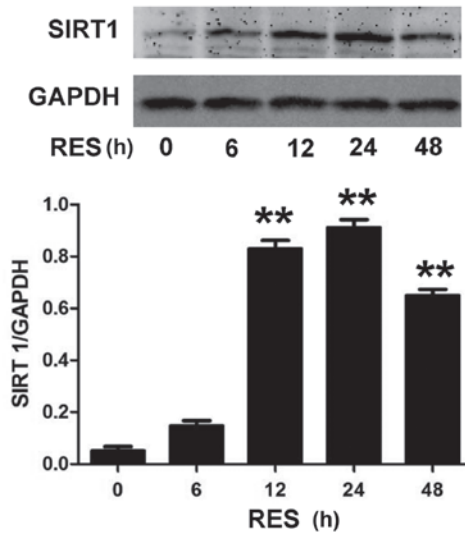 SIRT1
GAPDH
RES (h) 0 6 12 24 48
SIRT 1/GAPDH
1.0
0.8
0.6
0.4
0.2
0.0
** ** **
0 6 12 24 48
RES (h)